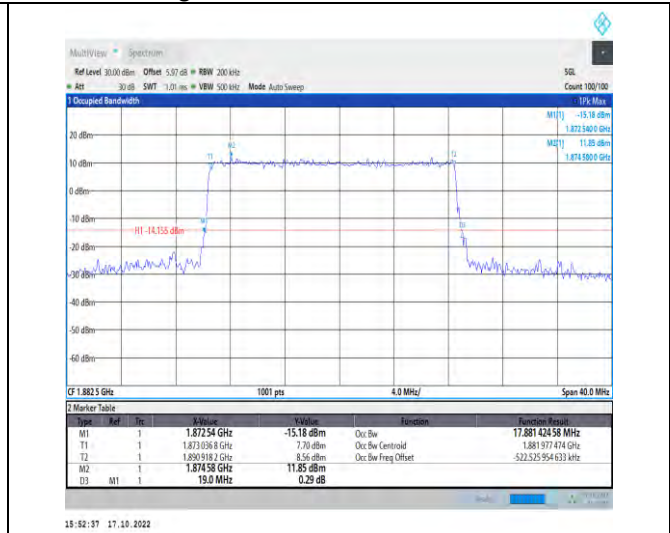 MultiView Spectrum
Ref Level 30.00 dBm Offset 5.97 dB RBW 200 kHz SGL
Att 30 dB SWT 1.01 ms VBW 500 kHz Mode Auto Sweep Count 100/100
1 Occupied Bandwidth 1Pk Max
M1[1] -15.18 dBm
1.872 540 0 GHz
20 dBm
M2[1] 11.85 dBm
1.874 580 0 GHz
M2
T1
T2
10 dBm
0 dBm
-10 dBm
M1
D3
H1 -14.155 dBm
-20 dBm
-30 dBm
-40 dBm
-50 dBm
-60 dBm
CF 1.882 5 GHz 1001 pts 4.0 MHz/ Span 40.0 MHz
2 Marker Table
Type Ref Trc X-Value Y-Value Function Function Result
M1 1 1.872 54 GHz -15.18 dBm Occ Bw 17.881 424 58 MHz
T1 1 1.873 036 8 GHz 7.70 dBm Occ Bw Centroid 1.881 977 474 GHz
T2 1 1.890 918 2 GHz 8.56 dBm Occ Bw Freq Offset -522.525 954 633 kHz
M2 1 1.874 58 GHz 11.85 dBm
D3 M1 1 19.0 MHz 0.29 dB
15:52:37 17.10.2022